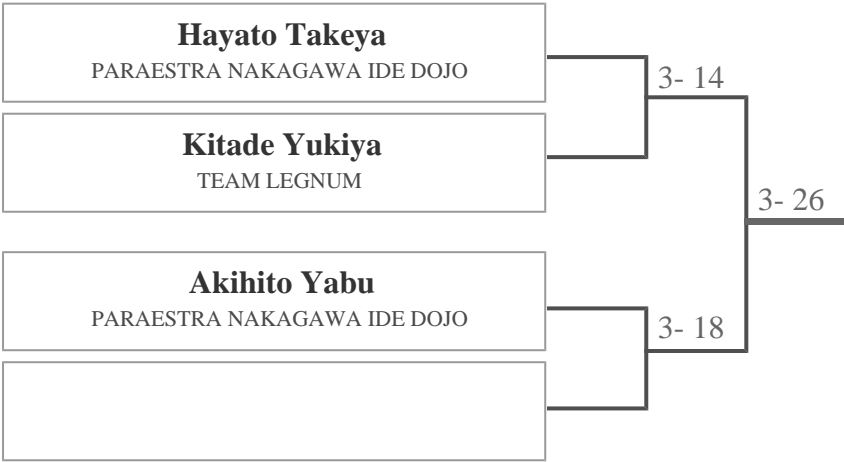 Hayato Takeya
PARAESTRA NAKAGAWA IDE DOJO
3- 14
Kitade Yukiya
TEAM LEGNUM
3- 26
Akihito Yabu
PARAESTRA NAKAGAWA IDE DOJO
3- 18